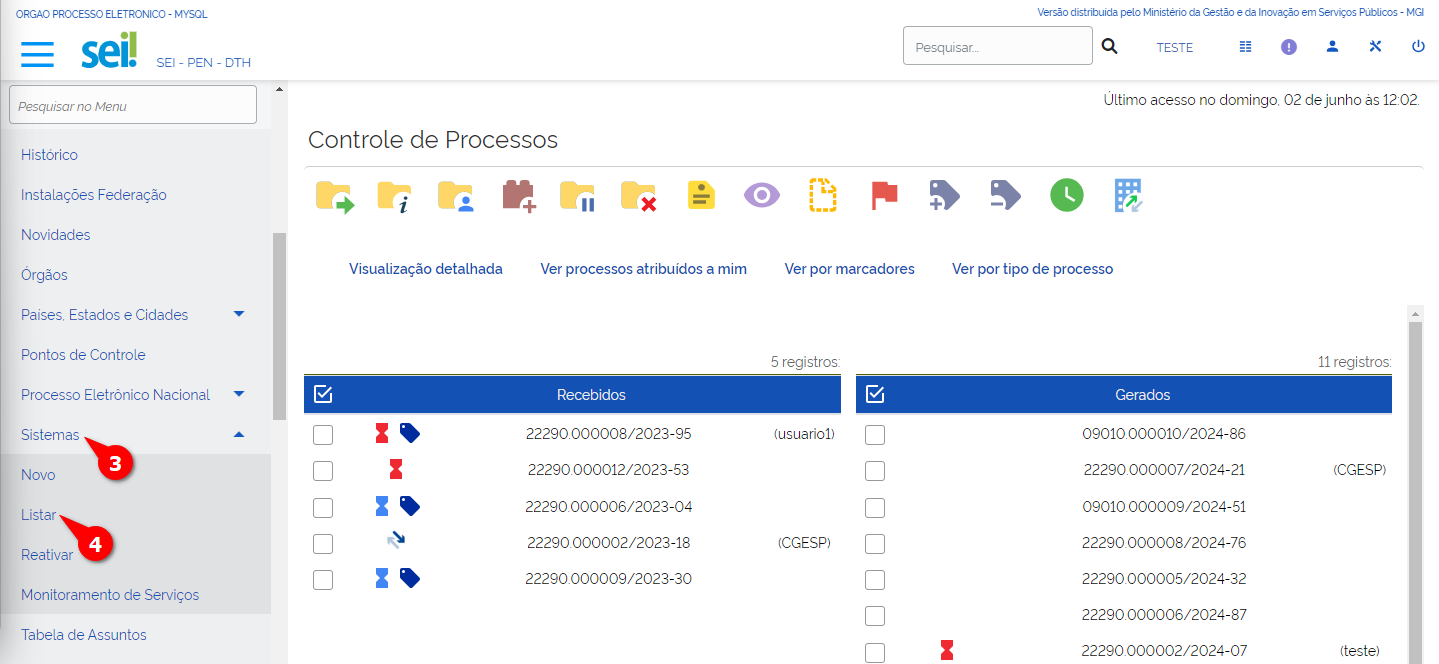 ORGAO PROCESSO ELETRONICO - MYSQL
Versão distribuída pelo Ministério da Gestão e da Inovação em Serviços Públicos - MGI
sei!
SEI - PEN - DTH
Pesquisar...
TESTE
Pesquisar no Menu
Histórico
Instalações Federação
Novidades
Órgãos
Países, Estados e Cidades
Pontos de Controle
Processo Eletrônico Nacional
Sistemas
3
Novo
Listar
4
Reativar
Monitoramento de Serviços
Tabela de Assuntos
Último acesso no domingo, 02 de junho às 12:02.
Controle de Processos
Visualização detalhada Ver processos atribuídos a mim Ver por marcadores Ver por tipo de processo
5 registros:
Recebidos
22290.000008/2023-95 (usuario1)
22290.000012/2023-53
22290.000006/2023-04
22290.000002/2023-18 (CGESP)
22290.000009/2023-30
11 registros:
Gerados
09010.000010/2024-86
22290.000007/2024-21 (CGESP)
09010.000009/2024-51
22290.000008/2024-76
22290.000005/2024-32
22290.000006/2024-87
22290.000002/2024-07 (teste)